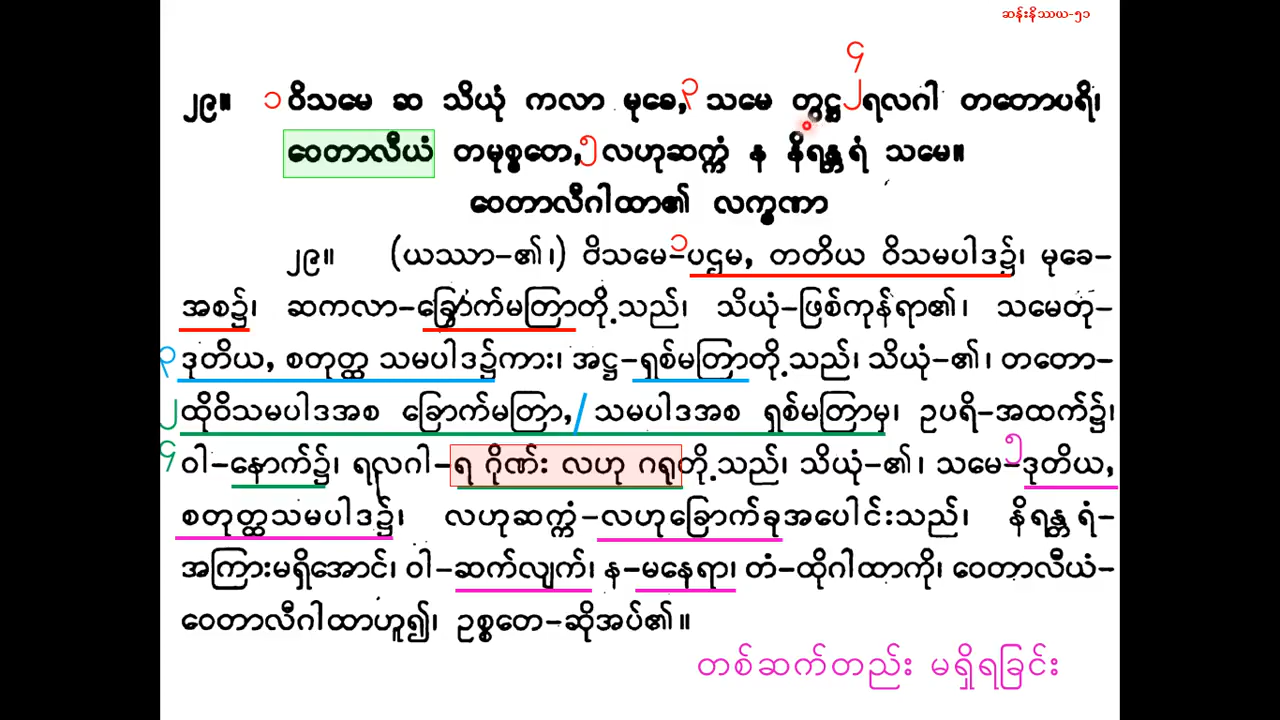 ဆန်းနိဿယ-၅၁
၄
၂၉။ ၁ ဝိသမေ ဆ သိယုံ ကလာ မုခေ, ၃ သမေ တွဋ္ဌ ၂ ရလဂါ တတောပရိ၊
ဝေတာလီယံ တမုစ္စတေ, ၅ လဟုဆက္ကံ န နိရန္တရံ သမေ။
ဝေတာလီဂါထာ၏ လက္ခဏာ
၂၉။ (ယဿာ-၏၊) ဝိသမေ-၁ ပဌမ, တတိယ ဝိသမပါဒ၌၊ မုခေ-
အစ၌၊ ဆကလာ-ခြောက်မတြာတို့သည်၊ သိယုံ-ဖြစ်ကုန်ရာ၏၊ သမေတု-
၃ ဒုတိယ, စတုတ္ထ သမပါဒ၌ကား၊ အဋ္ဌ-ရှစ်မတြာတို့သည်၊ သိယုံ-၏၊ တတော-
၂ ထိုဝိသမပါဒအစ ခြောက်မတြာ, / သမပါဒအစ ရှစ်မတြာမှ၊ ဥပရိ-အထက်၌၊
၄ ဝါ-နောက်၌၊ ရလဂါ-ရ ဂိုဏ်း လဟု ဂရုတို့သည်၊ သိယုံ-၏၊ သမေ-၅ ဒုတိယ,
စတုတ္ထသမပါဒ၌၊ လဟုဆက္ကံ-လဟုခြောက်ခုအပေါင်းသည်၊ နိရန္တရံ-
အကြားမရှိအောင်၊ ဝါ-ဆက်လျက်၊ န-မနေရာ၊ တံ-ထိုဂါထာကို၊ ဝေတာလီယံ-
ဝေတာလီဂါထာဟူ၍၊ ဥစ္စတေ-ဆိုအပ်၏။
တစ်ဆက်တည်း မရှိရခြင်း